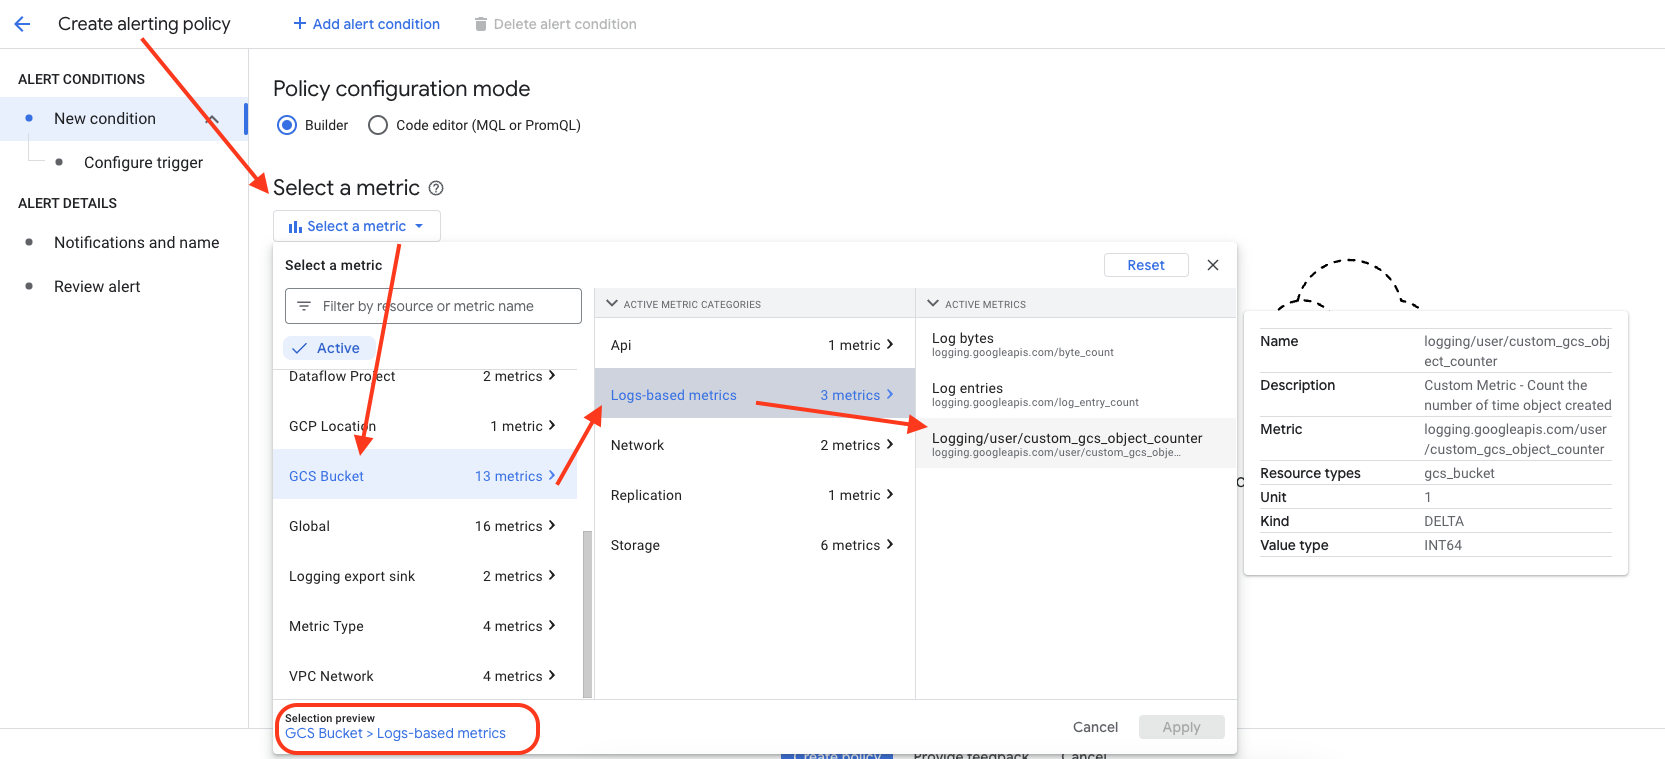 Create alerting policy
Add alert condition
Delete alert condition
ALERT CONDITIONS
New condition
Configure trigger
ALERT DETAILS
Notifications and name
Review alert
Policy configuration mode
Builder
Code editor (MQL or PromQL)
Select a metric
Select a metric
Select a metric
Reset
Filter by resource or metric name
Active
Dataflow Project 2 metrics
GCP Location 1 metric
GCS Bucket 13 metrics
Global 16 metrics
Logging export sink 2 metrics
Metric Type 4 metrics
VPC Network 4 metrics
ACTIVE METRIC CATEGORIES
Api 1 metric
Logs-based metrics 3 metrics
Network 2 metrics
Replication 1 metric
Storage 6 metrics
ACTIVE METRICS
Log bytes
logging.googleapis.com/byte_count
Log entries
logging.googleapis.com/log_entry_count
Logging/user/custom_gcs_object_counter
logging.googleapis.com/user/custom_gcs_obje...
Name logging/user/custom_gcs_obj
ect_counter
Description Custom Metric - Count the
number of time object created
Metric logging.googleapis.com/user
/custom_gcs_object_counter
Resource types gcs_bucket
Unit 1
Kind DELTA
Value type INT64
Selection preview
GCS Bucket > Logs-based metrics
Cancel
Apply
Create policy
Provide feedback
Cancel